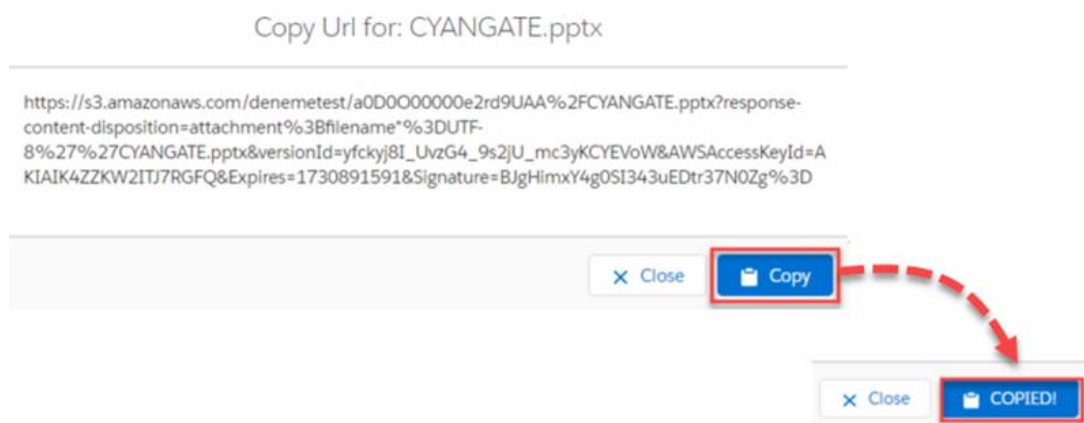 Copy Url for: CYANGATE.pptx
https://s3.amazonaws.com/denemetest/a0D0O00000e2rd9UAA%2FCYANGATE.pptx?response-
content-disposition=attachment%3Bfilename*%3DUTF-
8%27%27CYANGATE.pptx&versionId=yfckyj8I_UvzG4_9s2jU_mc3yKCYEVoW&AWSAccessKeyId=A
KIAIK4ZZKW2ITJ7RGFQ&Expires=1730891591&Signature=BJgHimxY4g0SI343uEDtr37N0Zg%3D
Close Copy
Close COPIED!